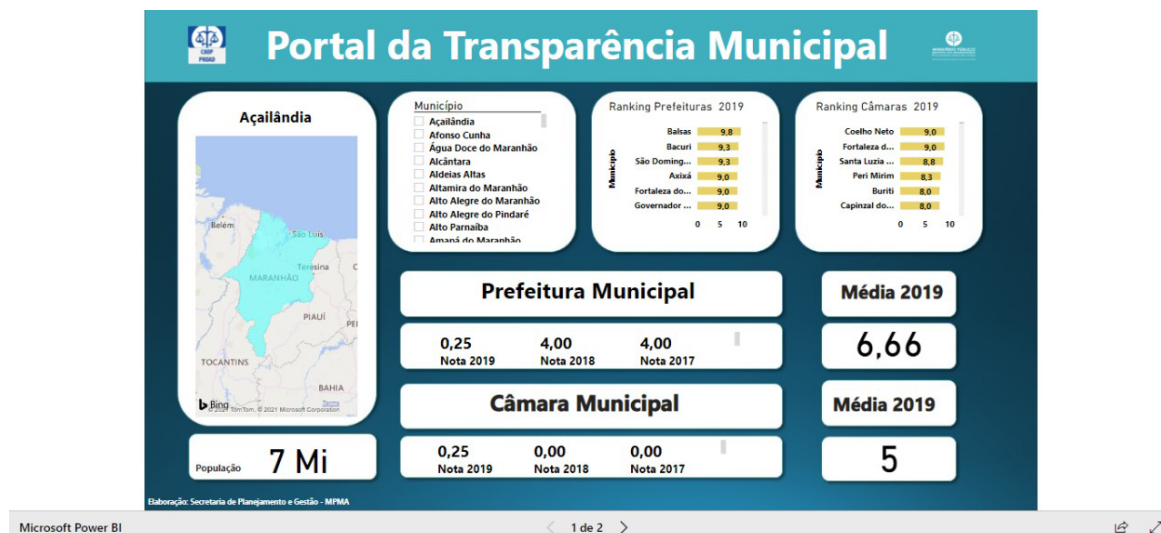 Portal da Transparência Municipal
CHEP
PROAD
MINISTÉRIO PÚBLICO
Açailândia
Belém
São Luís
Teresina
MARANHÃO
PIAUÍ
TOCANTINS
BAHIA
Bing
© 2021 TomTom, © 2021 Microsoft Corporation
População
7 Mi
Município
Açailândia
Afonso Cunha
Água Doce do Maranhão
Alcântara
Aldeias Altas
Altamira do Maranhão
Alto Alegre do Maranhão
Alto Alegre do Pindaré
Alto Parnaíba
Amapá do Maranhão
Ranking Prefeituras 2019
Município
Balsas 9,8
Bacuri 9,3
São Doming... 9,3
Axixá 9,0
Fortaleza do... 9,0
Governador ... 9,0
0 5 10
Ranking Câmaras 2019
Município
Coelho Neto 9,0
Fortaleza d... 9,0
Santa Luzia ... 8,8
Peri Mirim 8,3
Buriti 8,0
Capinzal do... 8,0
0 5 10
Prefeitura Municipal
0,25 4,00 4,00
Nota 2019 Nota 2018 Nota 2017
Média 2019
6,66
Câmara Municipal
0,25 0,00 0,00
Nota 2019 Nota 2018 Nota 2017
Média 2019
5
Elaboração: Secretaria de Planejamento e Gestão - MPMA
Microsoft Power BI
1 de 2